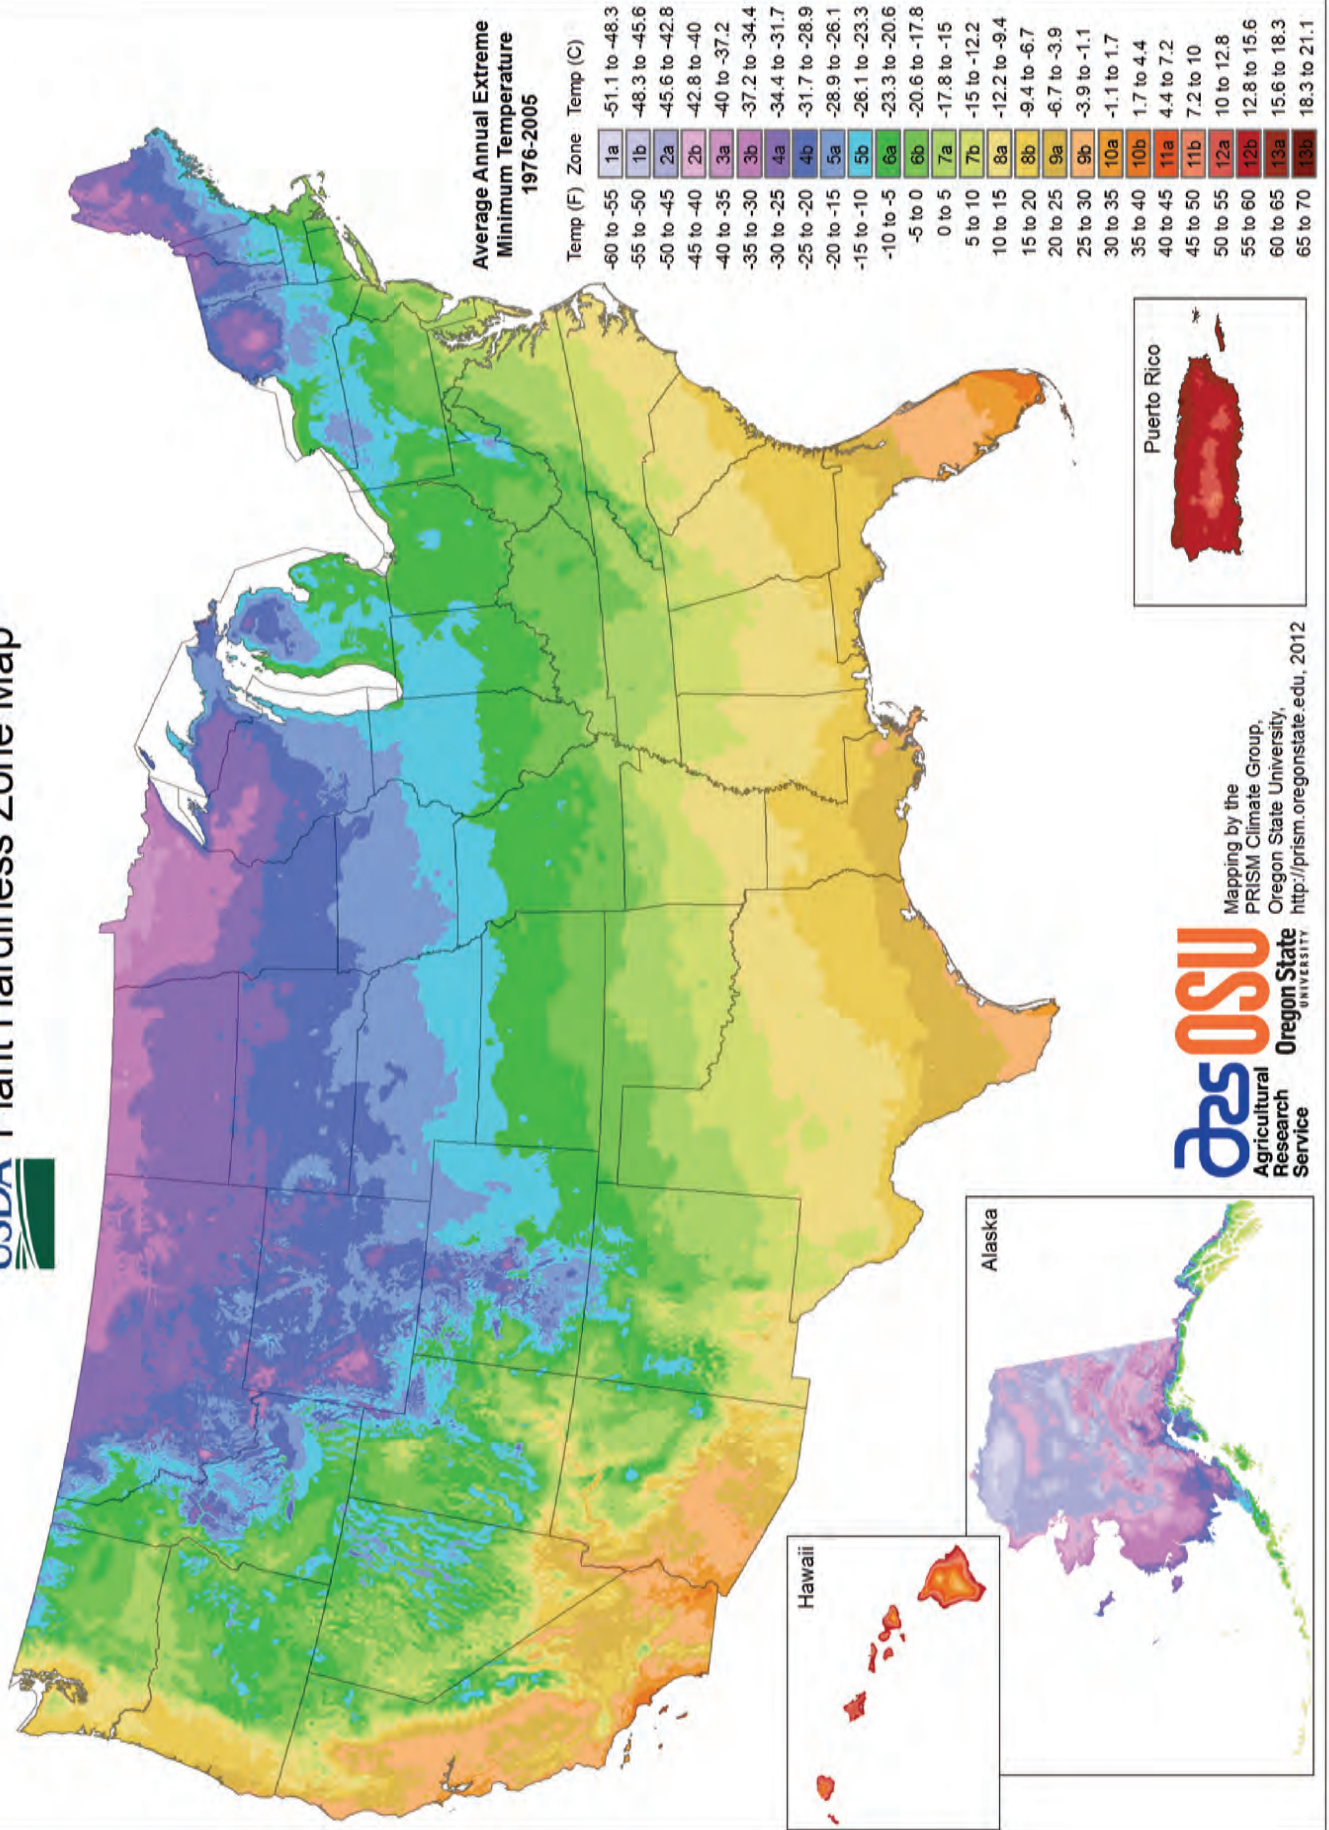 USDA Plant Hardiness Zone Map
Average Annual Extreme
Minimum Temperature
1976-2005
Temp (F) Zone Temp (C)
-60 to -55 1a -51.1 to -48.3
-55 to -50 1b -48.3 to -45.6
-50 to -45 2a -45.6 to -42.8
-45 to -40 2b -42.8 to -40
-40 to -35 3a -40 to -37.2
-35 to -30 3b -37.2 to -34.4
-30 to -25 4a -34.4 to -31.7
-25 to -20 4b -31.7 to -28.9
-20 to -15 5a -28.9 to -26.1
-15 to -10 5b -26.1 to -23.3
-10 to -5 6a -23.3 to -20.6
-5 to 0 6b -20.6 to -17.8
0 to 5 7a -17.8 to -15
5 to 10 7b -15 to -12.2
10 to 15 8a -12.2 to -9.4
15 to 20 8b -9.4 to -6.7
20 to 25 9a -6.7 to -3.9
25 to 30 9b -3.9 to -1.1
30 to 35 10a -1.1 to 1.7
35 to 40 10b 1.7 to 4.4
40 to 45 11a 4.4 to 7.2
45 to 50 11b 7.2 to 10
50 to 55 12a 10 to 12.8
55 to 60 12b 12.8 to 15.6
60 to 65 13a 15.6 to 18.3
65 to 70 13b 18.3 to 21.1
Hawaii
Alaska
ars
Agricultural
Research
Service
OSU
Oregon State
UNIVERSITY
Mapping by the
PRISM Climate Group,
Oregon State University,
http://prism.oregonstate.edu, 2012
Puerto Rico